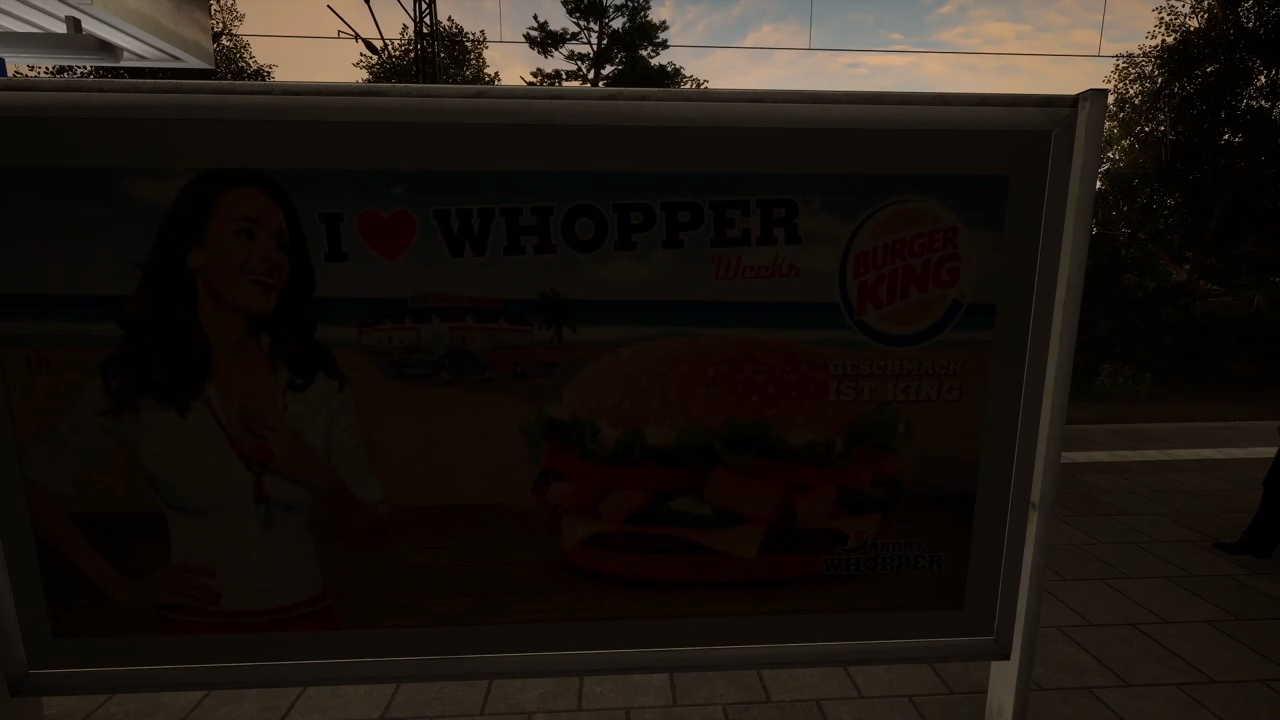 I ❤ WHOPPER
Weeks
BURGER
KING
GESCHMACK
IST KING
ANGRY
WHOPPER